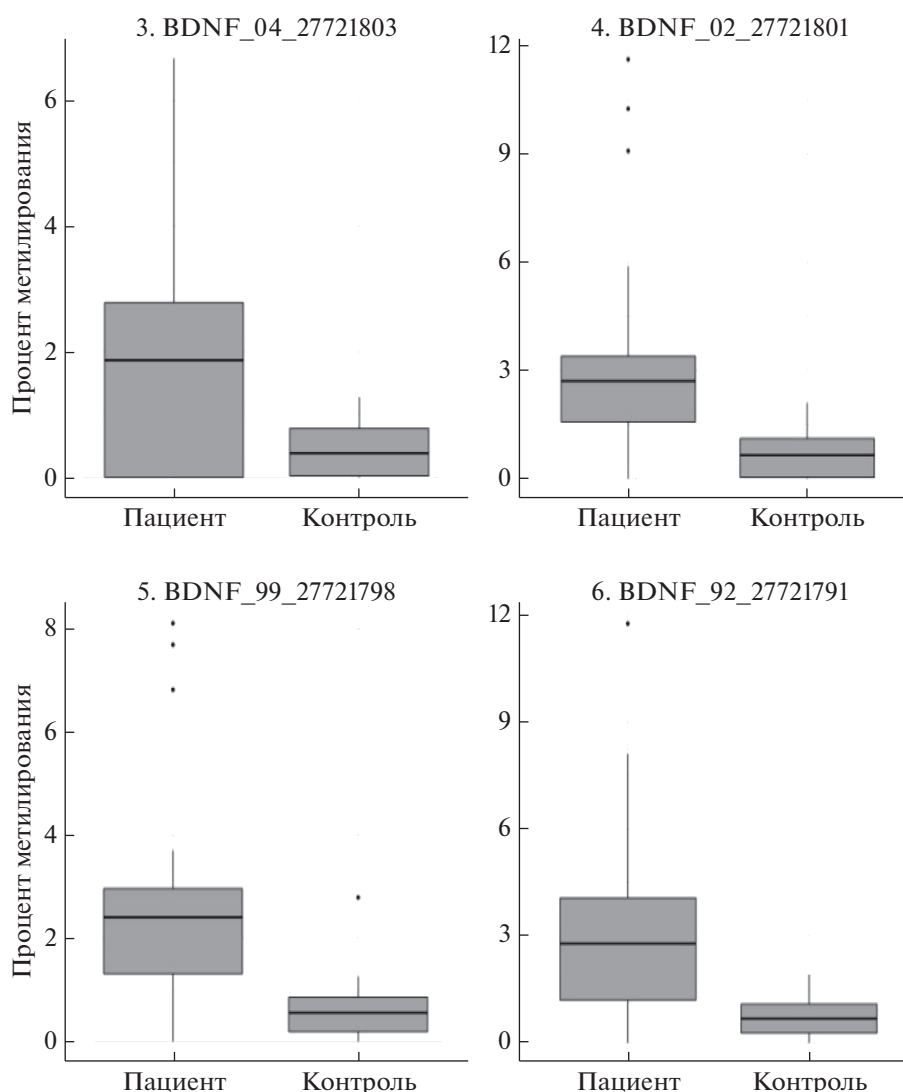 3. BDNF_04_27721803
Процент метилирования
6
4
2
0
Пациент Контроль
4. BDNF_02_27721801
12
9
6
3
0
Пациент Контроль
5. BDNF_99_27721798
Процент метилирования
8
6
4
2
0
Пациент Контроль
6. BDNF_92_27721791
12
9
6
3
0
Пациент Контроль